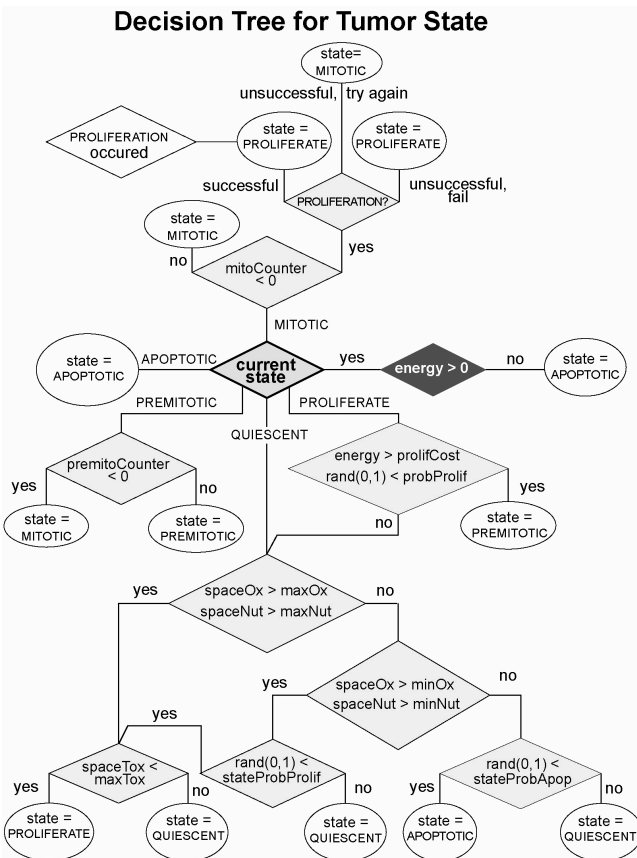 Decision Tree for Tumor State
state=
MITOTIC
unsuccessful, try again
PROLIFERATION
occured
state =
PROLIFERATE
state =
PROLIFERATE
successful
PROLIFERATION?
unsuccessful,
fail
state =
MITOTIC
no
yes
mitoCounter
< 0
MITOTIC
state =
APOPTOTIC
APOPTOTIC
current
state
yes
energy > 0
no
state =
APOPTOTIC
PREMITOTIC
PROLIFERATE
QUIESCENT
premitoCounter
< 0
yes
no
state =
MITOTIC
state =
PREMITOTIC
energy > prolifCost
rand(0,1) < probProlif
yes
no
state =
PREMITOTIC
yes
spaceOx > maxOx
spaceNut > maxNut
no
yes
spaceOx > minOx
spaceNut > minNut
no
yes
spaceTox <
maxTox
rand(0,1) <
stateProbProlif
rand(0,1) <
stateProbApop
yes
no
no
yes
no
state =
PROLIFERATE
state =
QUIESCENT
state =
QUIESCENT
state =
APOPTOTIC
state =
QUIESCENT